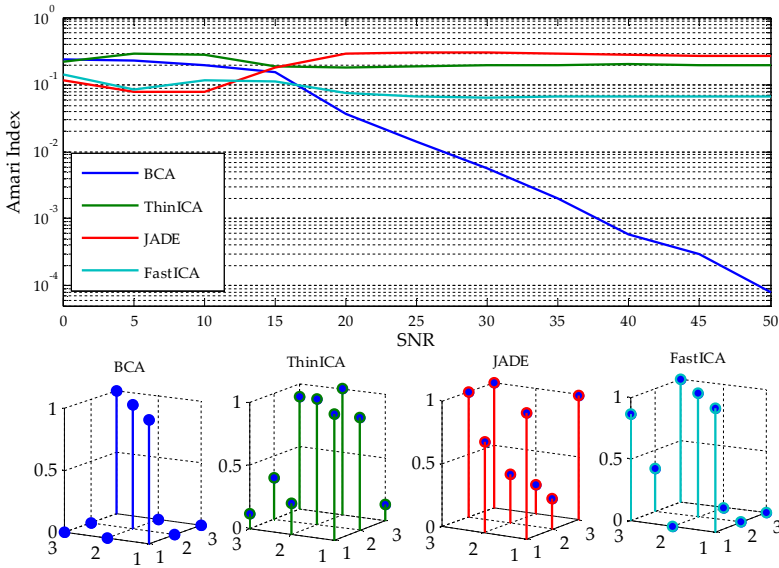 10^0
10^-1
10^-2
10^-3
10^-4
Amari Index
BCA
ThinICA
JADE
FastICA
0 5 10 15 20 25 30 35 40 45 50
SNR
BCA
1
0.5
0
3 2 1 1 2 3
ThinICA
1
0.5
0
3 2 1 1 2 3
JADE
1
0.5
0
3 2 1 1 2 3
FastICA
1
0.5
0
3 2 1 1 2 3